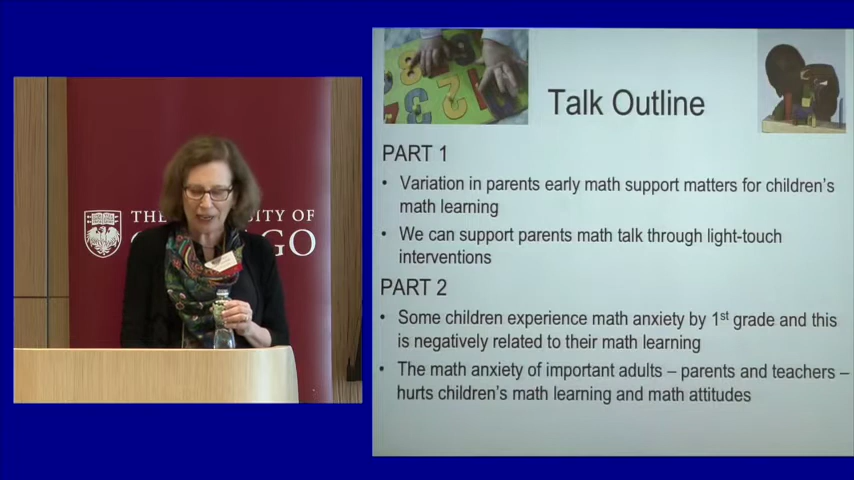 THE UNIVERSITY OF
GO
Talk Outline
PART 1
• Variation in parents early math support matters for children's
math learning
• We can support parents math talk through light-touch
interventions
PART 2
• Some children experience math anxiety by 1st grade and this
is negatively related to their math learning
• The math anxiety of important adults – parents and teachers –
hurts children's math learning and math attitudes